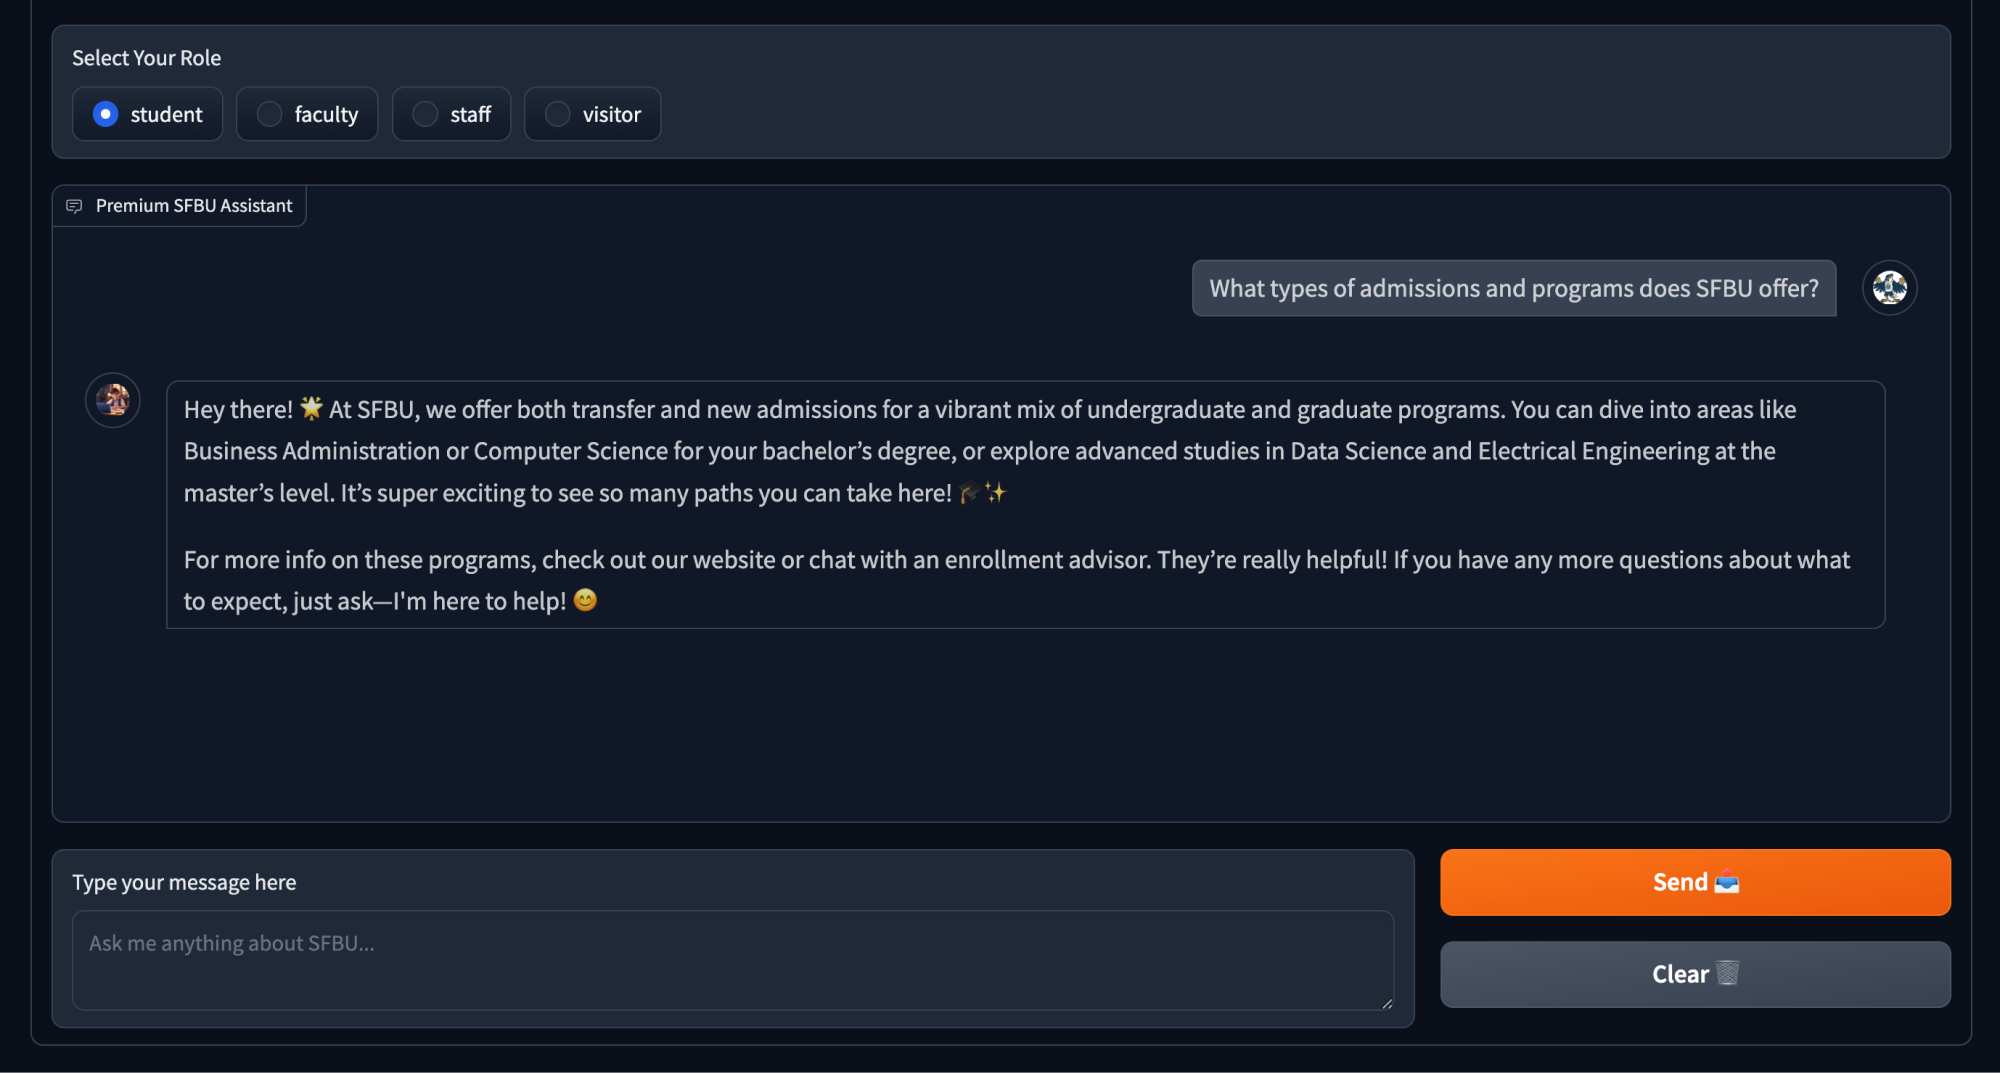 Select Your Role
student
faculty
staff
visitor
Premium SFBU Assistant
What types of admissions and programs does SFBU offer?
Hey there! 🌟 At SFBU, we offer both transfer and new admissions for a vibrant mix of undergraduate and graduate programs. You can dive into areas like
Business Administration or Computer Science for your bachelor’s degree, or explore advanced studies in Data Science and Electrical Engineering at the
master’s level. It’s super exciting to see so many paths you can take here! 🎓✨
For more info on these programs, check out our website or chat with an enrollment advisor. They’re really helpful! If you have any more questions about what
to expect, just ask—I'm here to help! 😊
Type your message here
Ask me anything about SFBU...
Send 📤
Clear 🗑️